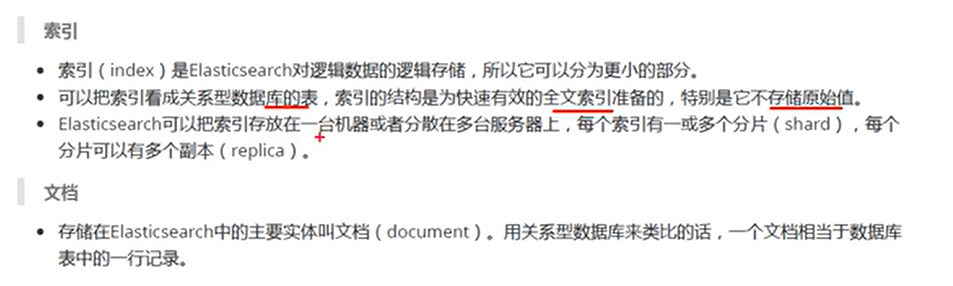 索引
索引（index）是Elasticsearch对逻辑数据的逻辑存储，所以它可以分为更小的部分。
可以把索引看成关系型数据库的表，索引的结构是为快速有效的全文索引准备的，特别是它不存储原始值。
Elasticsearch可以把索引存放在一台机器或者分散在多台服务器上，每个索引有一或多个分片（shard），每个
分片可以有多个副本（replica）。
文档
存储在Elasticsearch中的主要实体叫文档（document）。用关系型数据库来类比的话，一个文档相当于数据库
表中的一行记录。